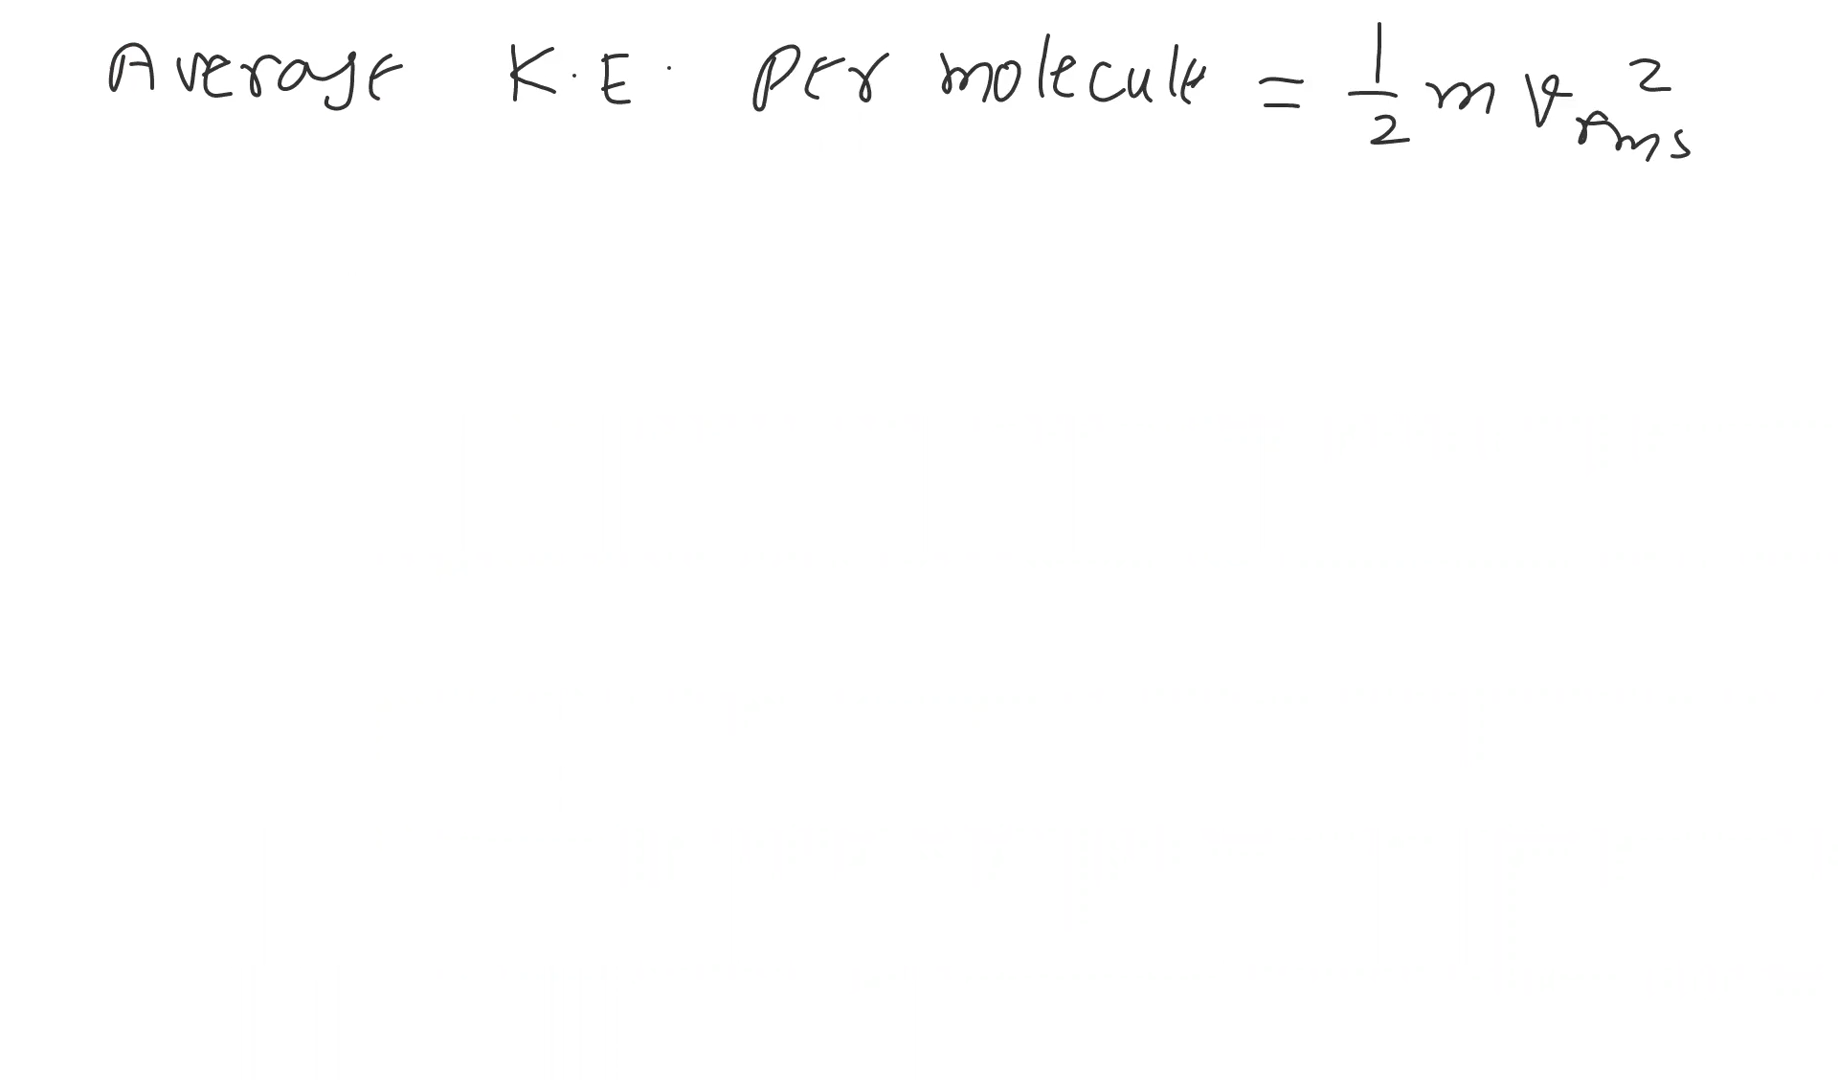 Average K.E. per molecule = 1/2 m v_rms^2